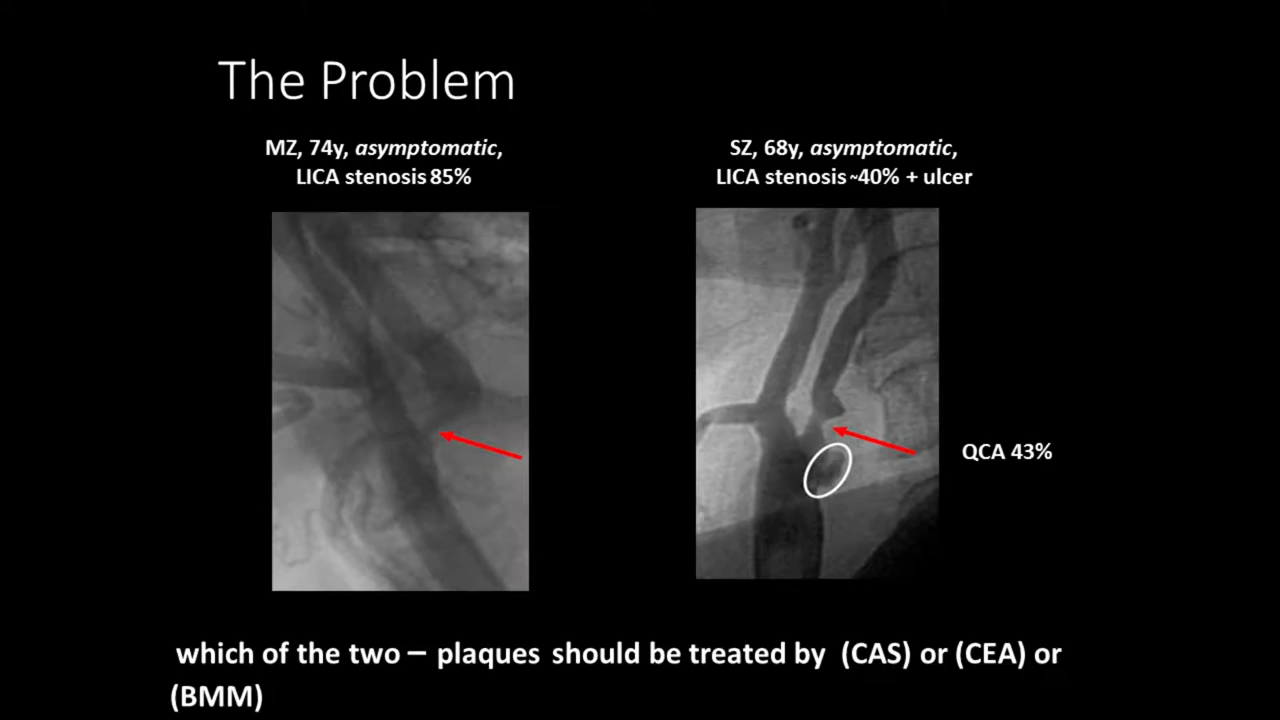 The Problem
MZ, 74y, asymptomatic,
LICA stenosis 85%
SZ, 68y, asymptomatic,
LICA stenosis ~40% + ulcer
QCA 43%
which of the two – plaques should be treated by (CAS) or (CEA) or
(BMM)